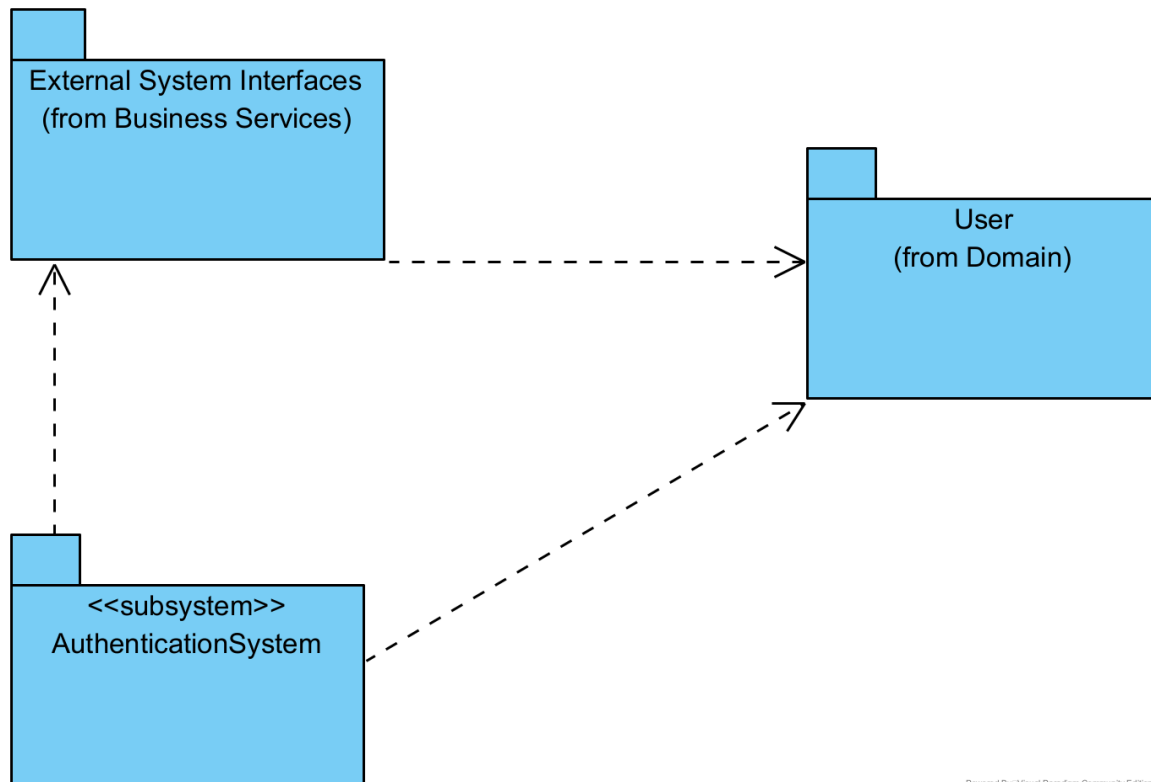 External System Interfaces
(from Business Services)
User
(from Domain)
<<subsystem>>
AuthenticationSystem